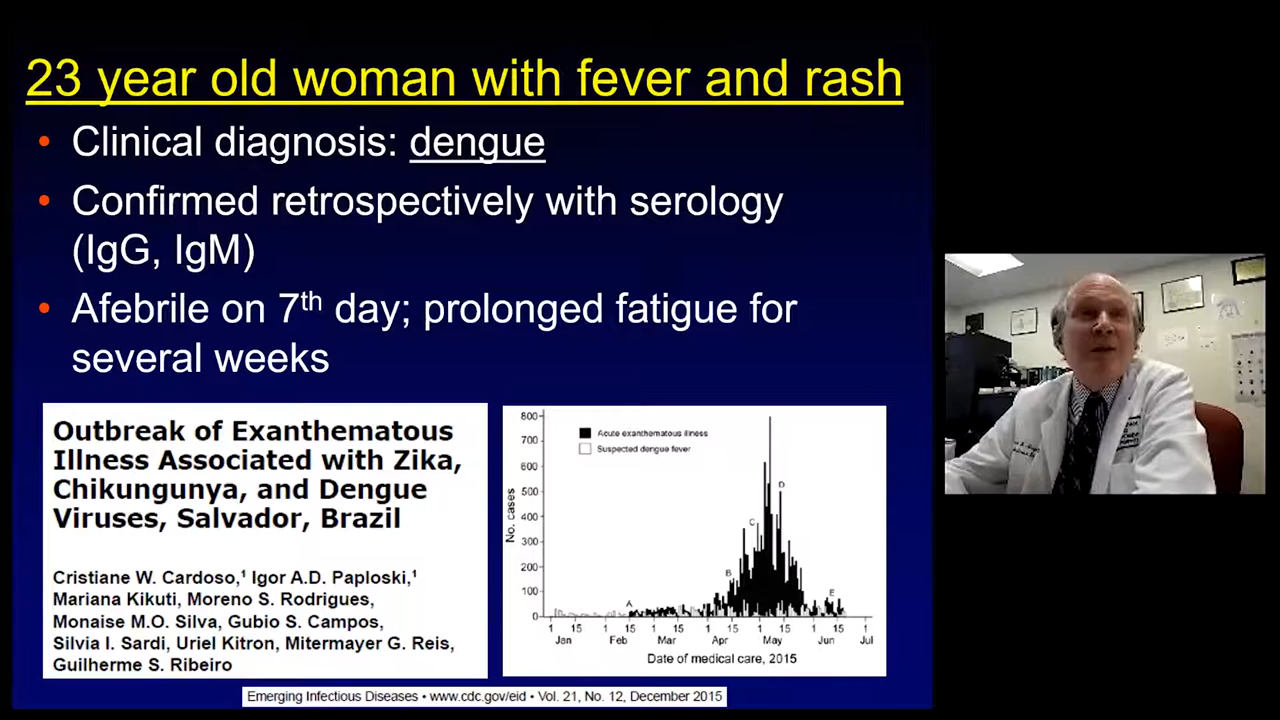 23 year old woman with fever and rash
• Clinical diagnosis: dengue
• Confirmed retrospectively with serology
(IgG, IgM)
• Afebrile on 7th day; prolonged fatigue for
several weeks
Outbreak of Exanthematous
Illness Associated with Zika,
Chikungunya, and Dengue
Viruses, Salvador, Brazil
Cristiane W. Cardoso,¹ Igor A.D. Paploski,¹
Mariana Kikuti, Moreno S. Rodrigues,
Monaise M.O. Silva, Gubio S. Campos,
Silvia I. Sardi, Uriel Kitron, Mitermayer G. Reis,
Guilherme S. Ribeiro
Acute exanthematous illness
Suspected dengue fever
No. cases
800
700
600
500
400
300
200
100
0
A
B
C
D
E
1 15 1 15 1 15 1 15 1 15 1 15 1
Jan Feb Mar Apr May Jun Jul
Date of medical care, 2015
Emerging Infectious Diseases • www.cdc.gov/eid • Vol. 21, No. 12, December 2015